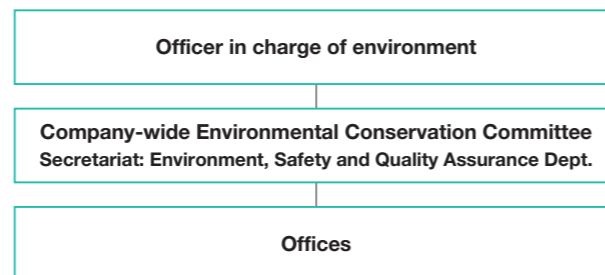 Officer in charge of environment
Company-wide Environmental Conservation Committee
Secretariat: Environment, Safety and Quality Assurance Dept.
Offices